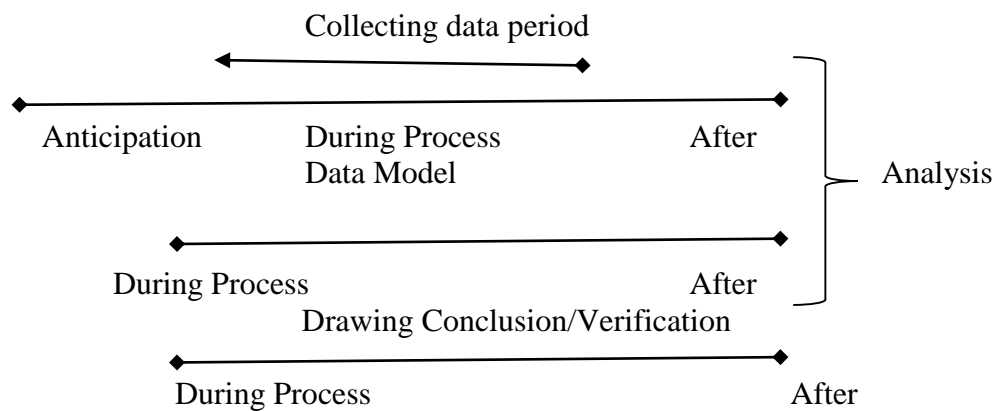 Collecting data period
Anticipation During Process After
Data Model
Analysis
During Process After
Drawing Conclusion/Verification
During Process After